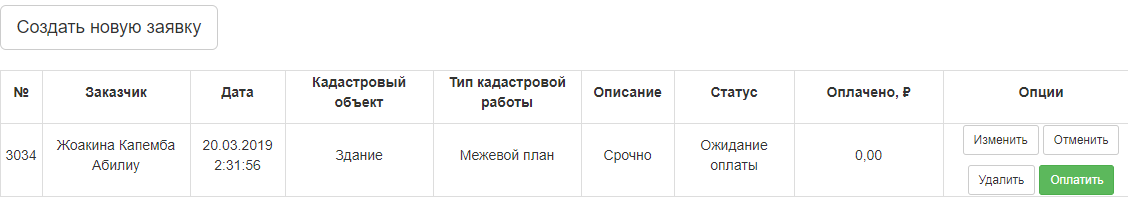 Создать новую заявку
№ Заказчик Дата Кадастровый объект Тип кадастровой работы Описание Статус Оплачено, ₽ Опции
3034 Жоакина Капемба Абилиу 20.03.2019 2:31:56 Здание Межевой план Срочно Ожидание оплаты 0,00 Изменить Отменить
Удалить Оплатить